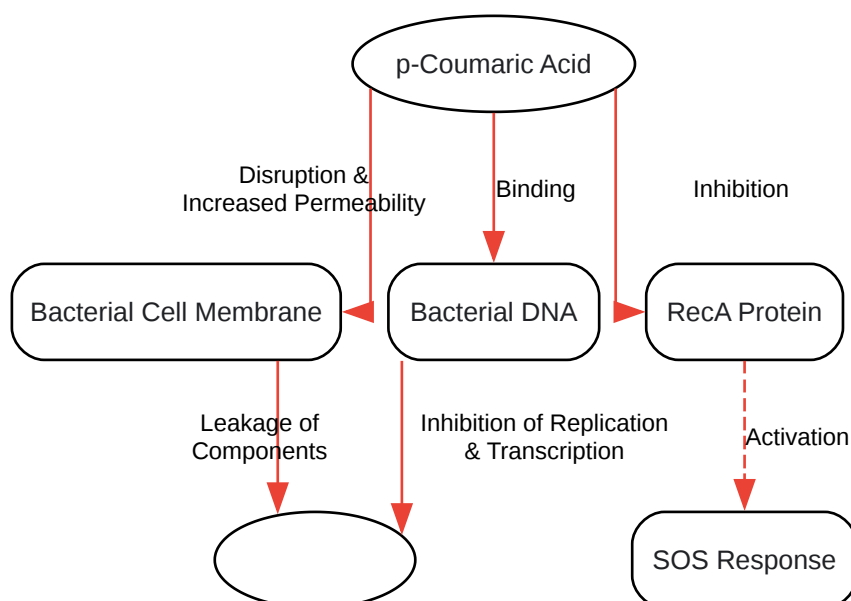 p-Coumaric Acid
Disruption &
Increased Permeability
Binding
Inhibition
Bacterial Cell Membrane
Bacterial DNA
RecA Protein
Leakage of
Components
Inhibition of Replication
& Transcription
Activation
SOS Response